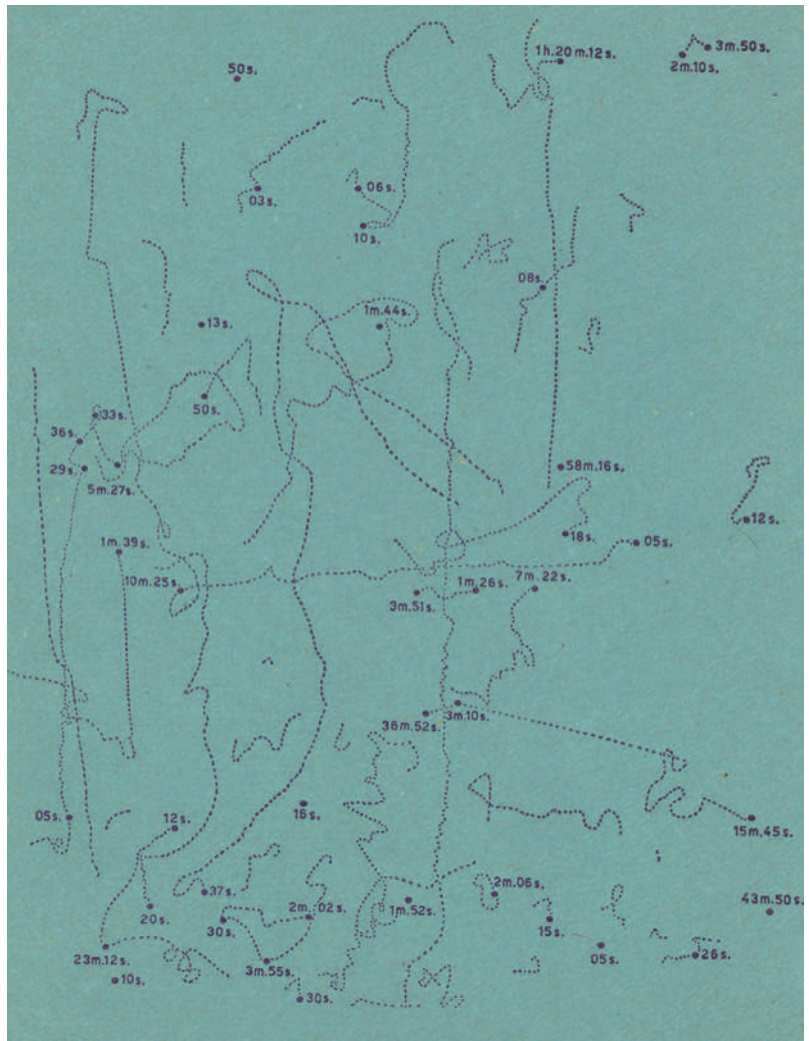 1h.20m.12s.
3m.50s.
2m.10s.
50s.
03s.
06s.
10s.
08s.
13s.
1m.44s.
50s.
33s.
36s.
29s.
5m.27s.
58m.16s.
12s.
18s.
05s.
1m.39s.
10m.25s.
3m.51s.
1m.26s.
7m.22s.
36m.52s.
3m.10s.
05s.
12s.
16s.
15m.45s.
37s.
20s.
30s.
2m.02s.
1m.52s.
2m.06s.
15s.
43m.50s.
23m.12s.
3m.55s.
05s.
26s.
10s.
30s.